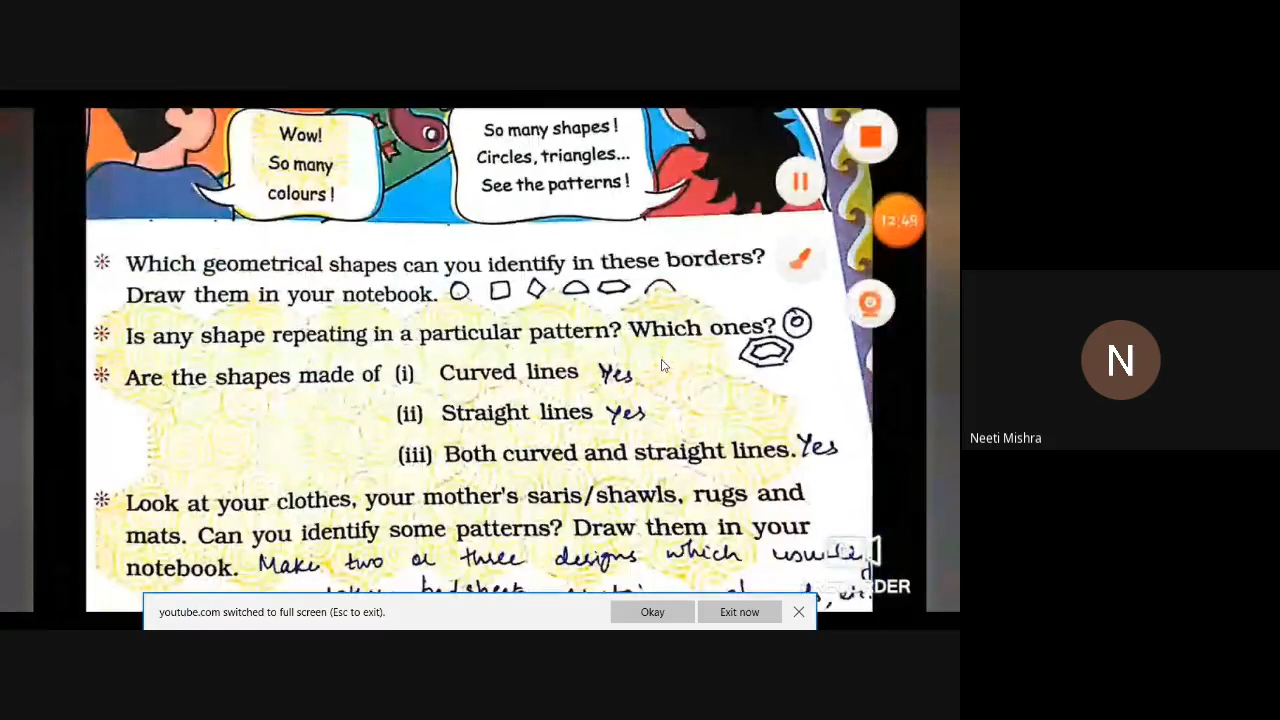 Wow!
So many
colours!
So many shapes!
Circles, triangles...
See the patterns!
12:49
Which geometrical shapes can you identify in these borders?
Draw them in your notebook.
Is any shape repeating in a particular pattern? Which ones?
Are the shapes made of (i) Curved lines Yes
(ii) Straight lines Yes
(iii) Both curved and straight lines. Yes
Look at your clothes, your mother's saris/shawls, rugs and
mats. Can you identify some patterns? Draw them in your
notebook. Make two or three designs which
bedsheet
youtube.com switched to full screen (Esc to exit).
Okay
Exit now
N
Neeti Mishra